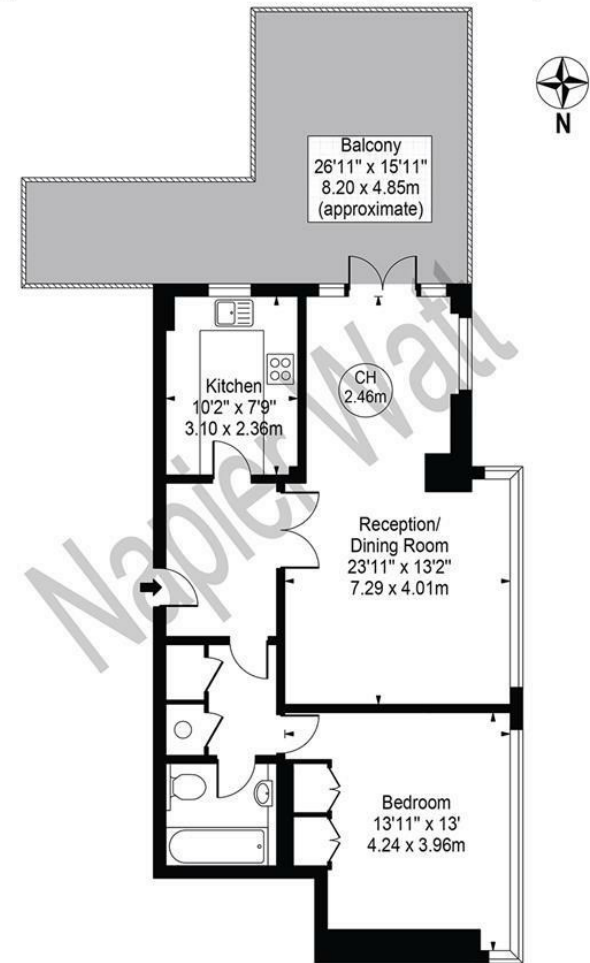 Balcony
26'11" x 15'11"
8.20 x 4.85m
(approximate)
N
Kitchen
10'2" x 7'9"
3.10 x 2.36m
CH
2.46m
Reception/
Dining Room
23'11" x 13'2"
7.29 x 4.01m
Bedroom
13'11" x 13'
4.24 x 3.96m
Napier Watt